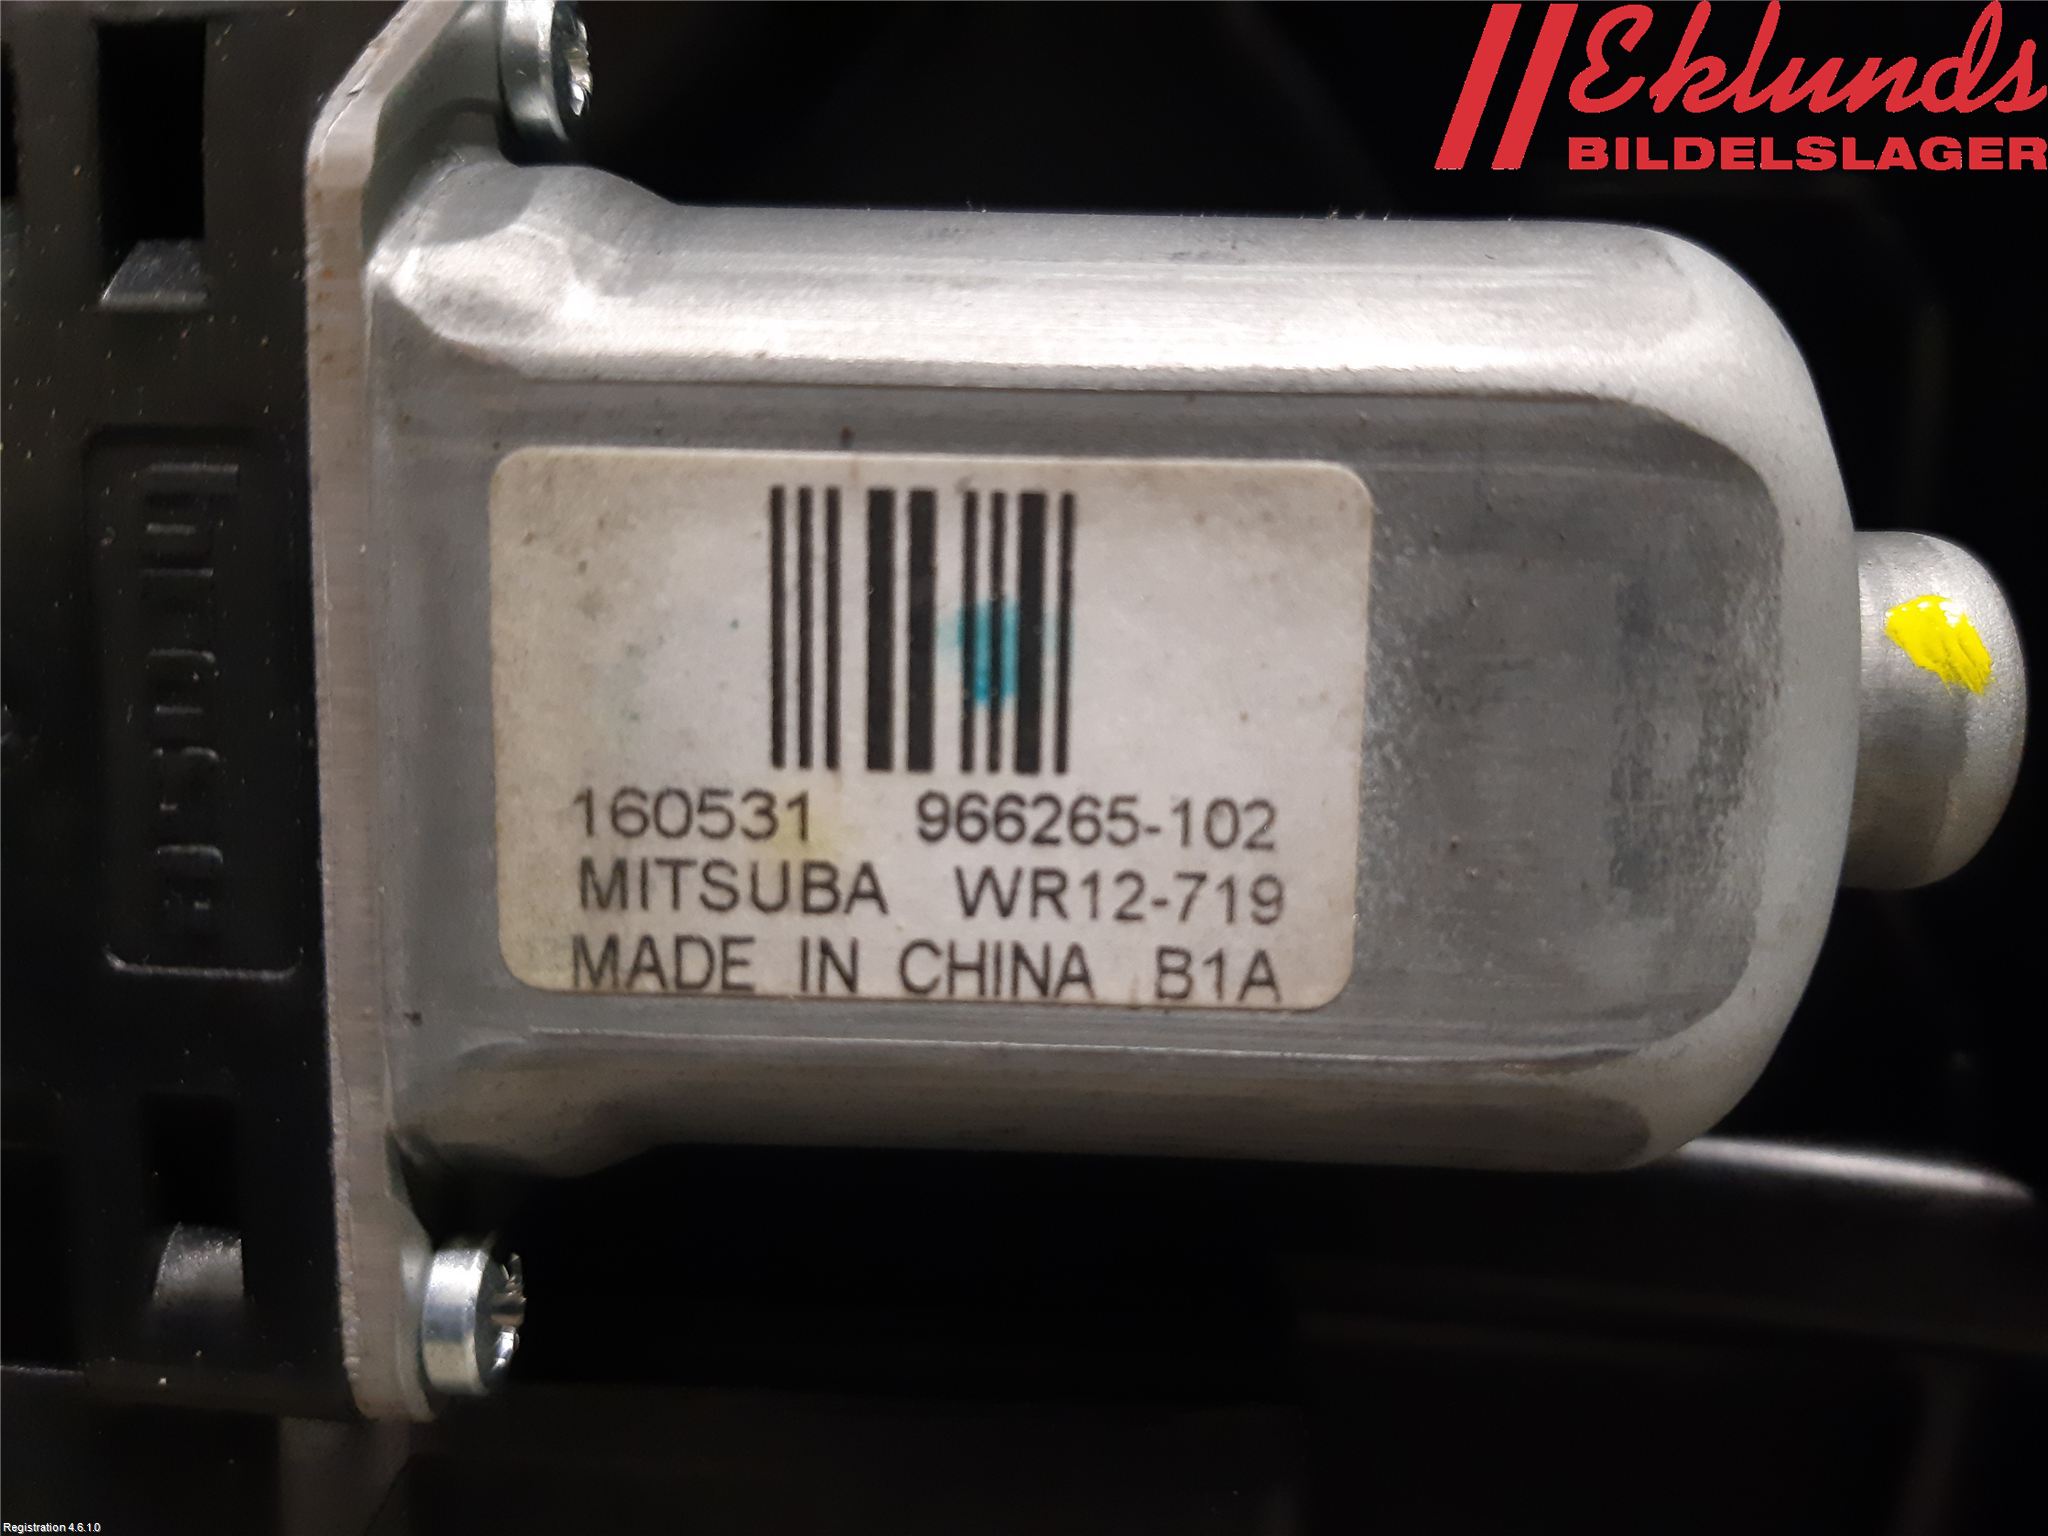 Eklunds
BILDELSLAGER
160531 966265-102
MITSUBA WR12-719
MADE IN CHINA B1A
Registration 4.6.1.0